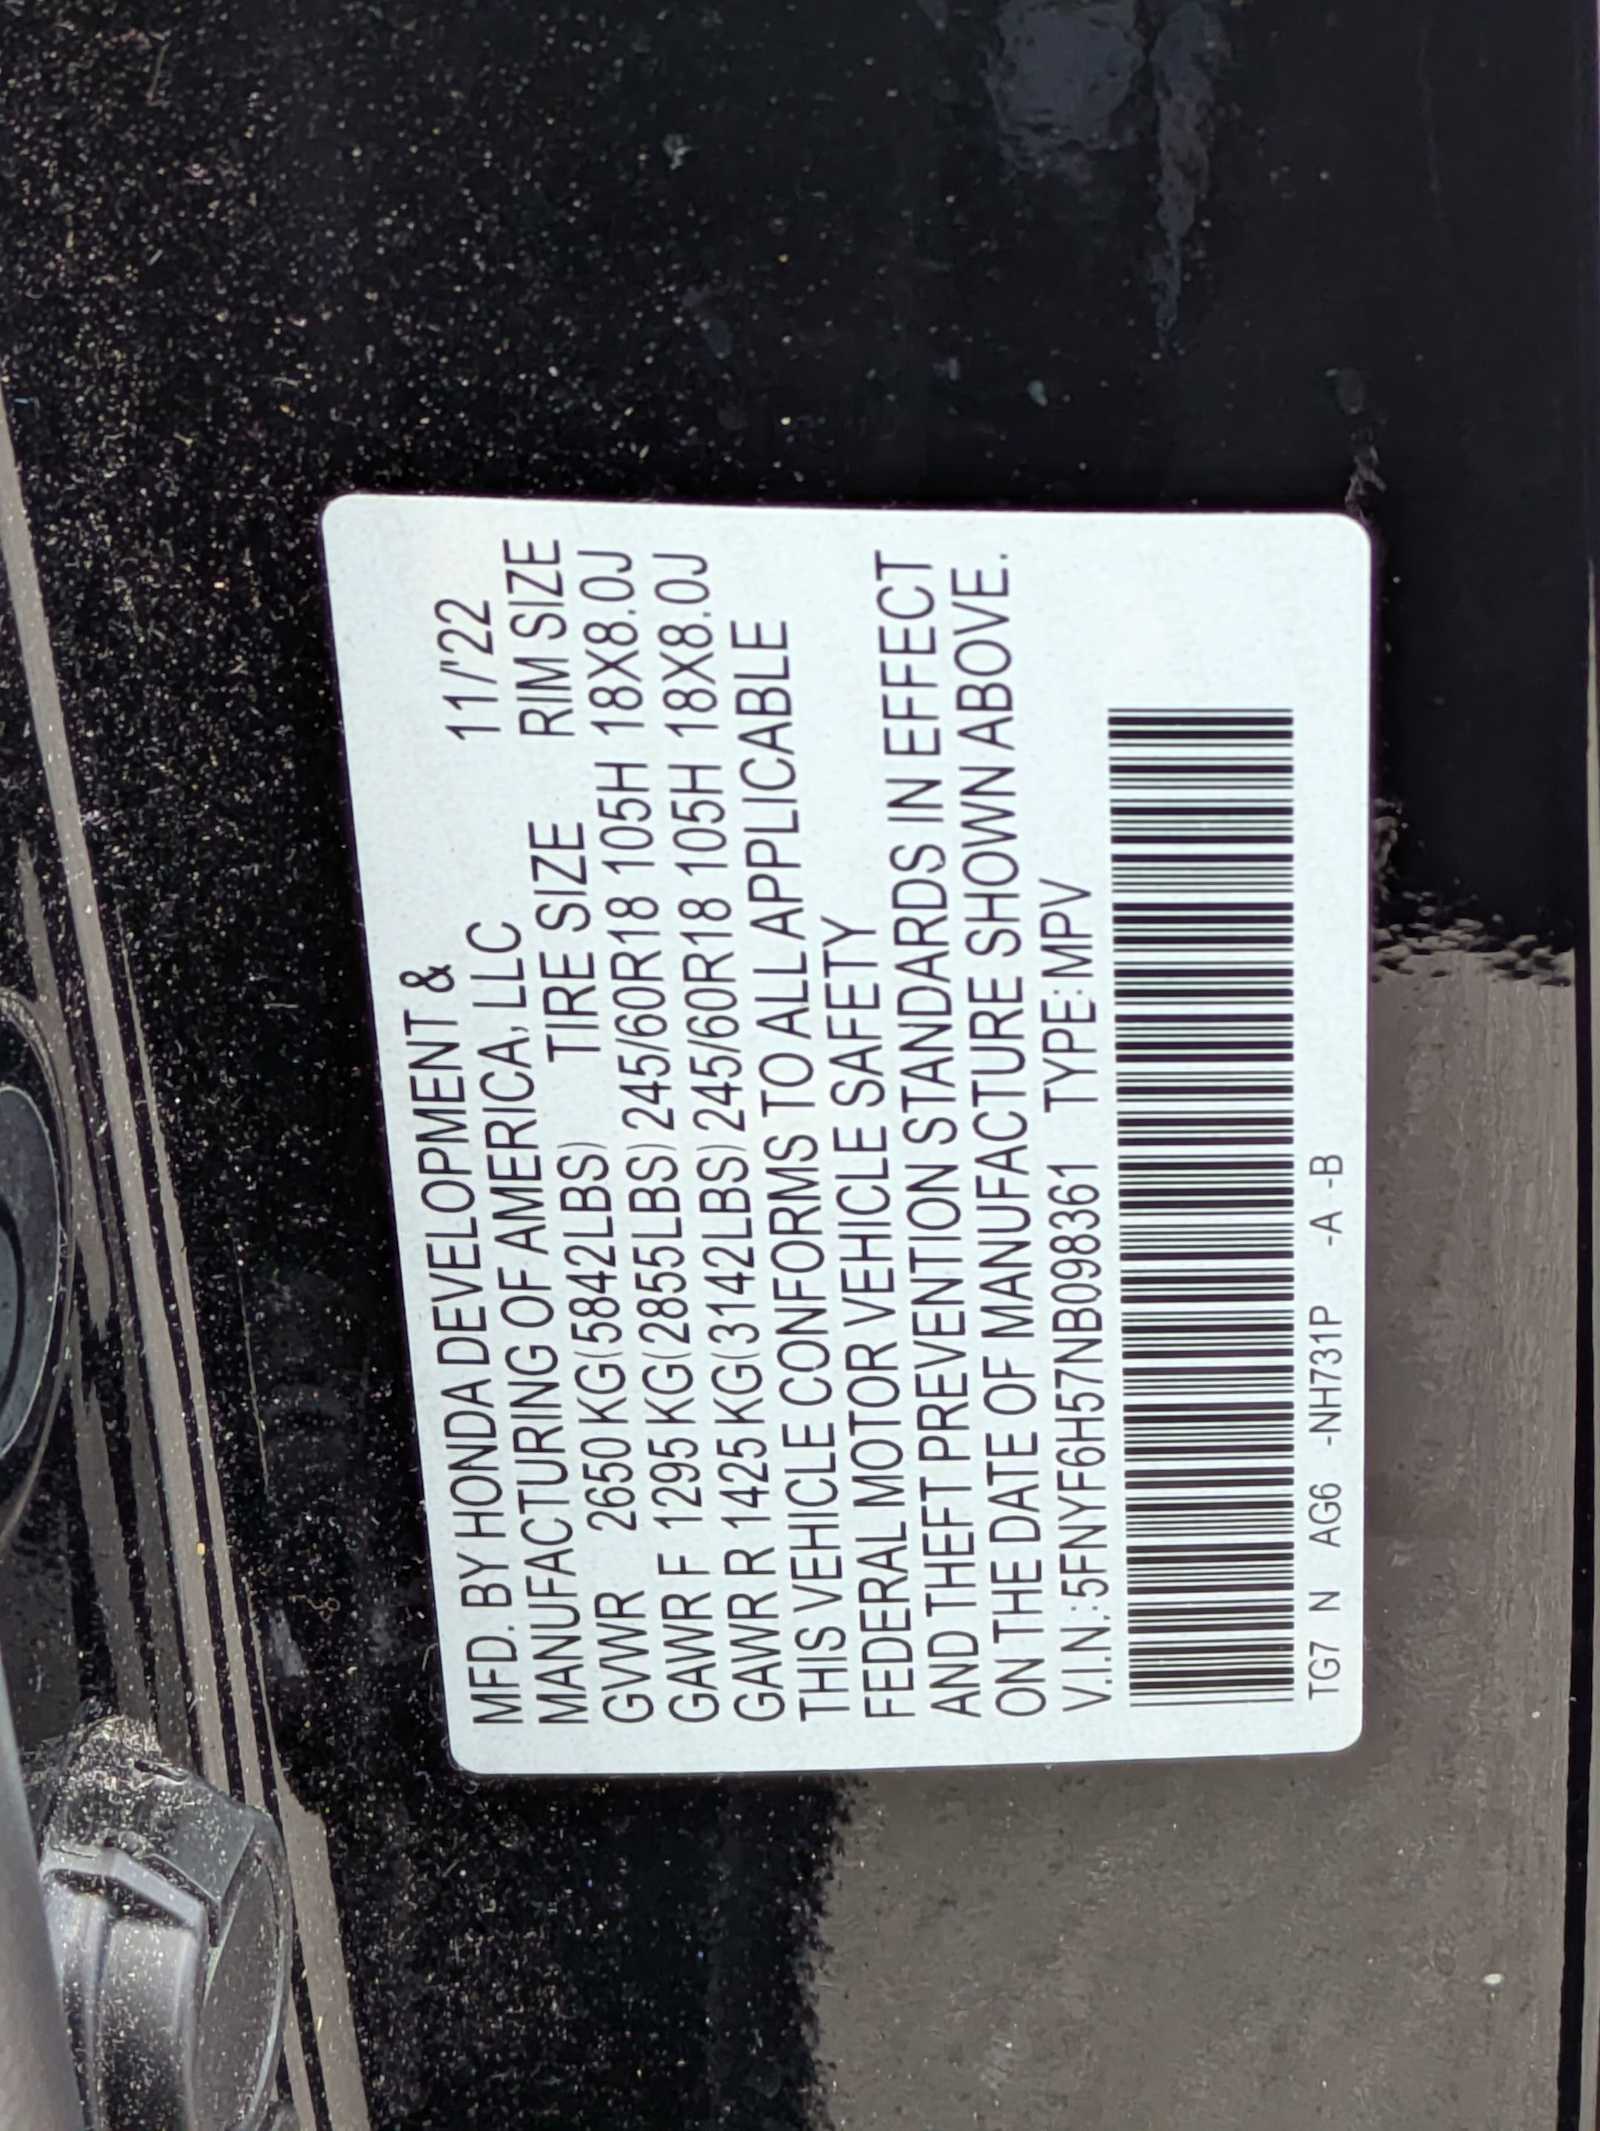 MFD. BY HONDA DEVELOPMENT &
MANUFACTURING OF AMERICA, LLC 11/'22
TIRE SIZE RIM SIZE
GVWR 2650 KG(5842LBS)
GAWR F 1295 KG(2855LBS) 245/60R18 105H 18X8.0J
GAWR R 1425 KG(3142LBS) 245/60R18 105H 18X8.0J
THIS VEHICLE CONFORMS TO ALL APPLICABLE
FEDERAL MOTOR VEHICLE SAFETY
AND THEFT PREVENTION STANDARDS IN EFFECT
ON THE DATE OF MANUFACTURE SHOWN ABOVE.
V.I.N.:5FNYF6H57NB098361 TYPE:MPV
TG7 N AG6 -NH731P -A -B